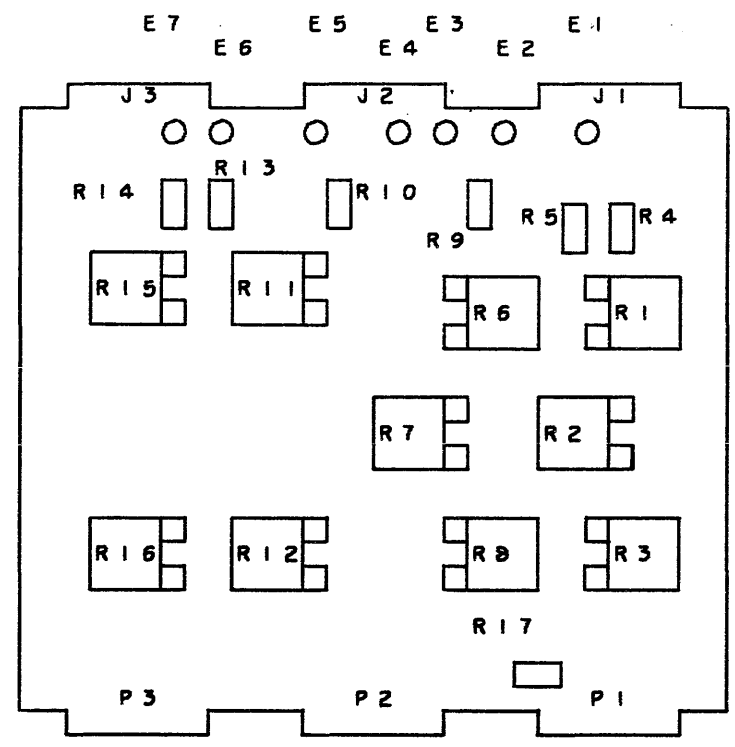 E7 E5 E3 E1
E6 E4 E2
J3 J2 J1
R13
R14 R10
R5 R4
R9
R15 R11
R6 R1
R7 R2
R16 R12 R8 R3
R17
P3 P2 P1